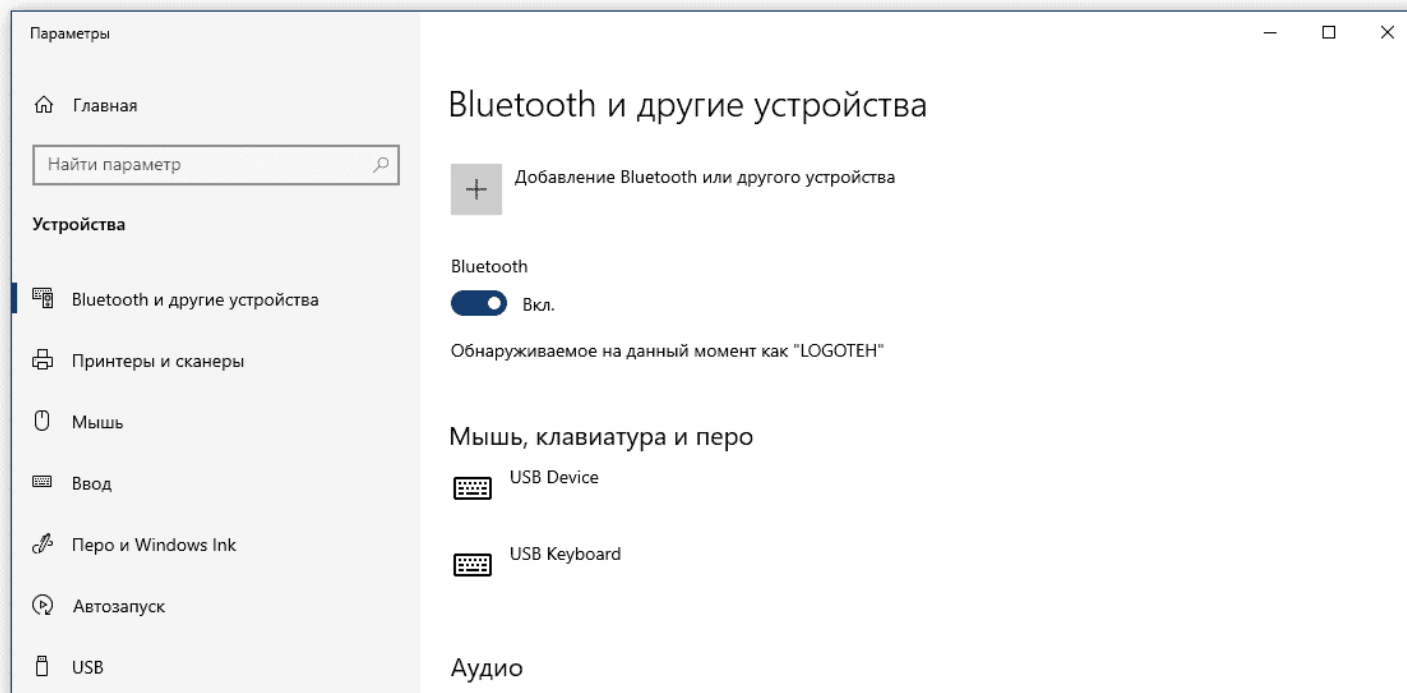 Параметры
Главная
Найти параметр
Устройства
Bluetooth и другие устройства
Принтеры и сканеры
Мышь
Ввод
Перо и Windows Ink
Автозапуск
USB
Bluetooth и другие устройства
Добавление Bluetooth или другого устройства
Bluetooth
Вкл.
Обнаруживаемое на данный момент как "LOGOTEH"
Мышь, клавиатура и перо
USB Device
USB Keyboard
Аудио